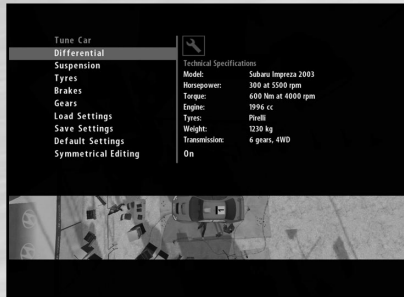 Tune Car
Differential
Suspension
Tyres
Brakes
Gears
Load Settings
Save Settings
Default Settings
Symmetrical Editing On
Technical Specifications
Model: Subaru Impreza 2003
Horsepower: 300 at 5500 rpm
Torque: 600 Nm at 4000 rpm
Engine: 1996 cc
Tyres: Pirelli
Weight: 1230 kg
Transmission: 6 gears, 4WD